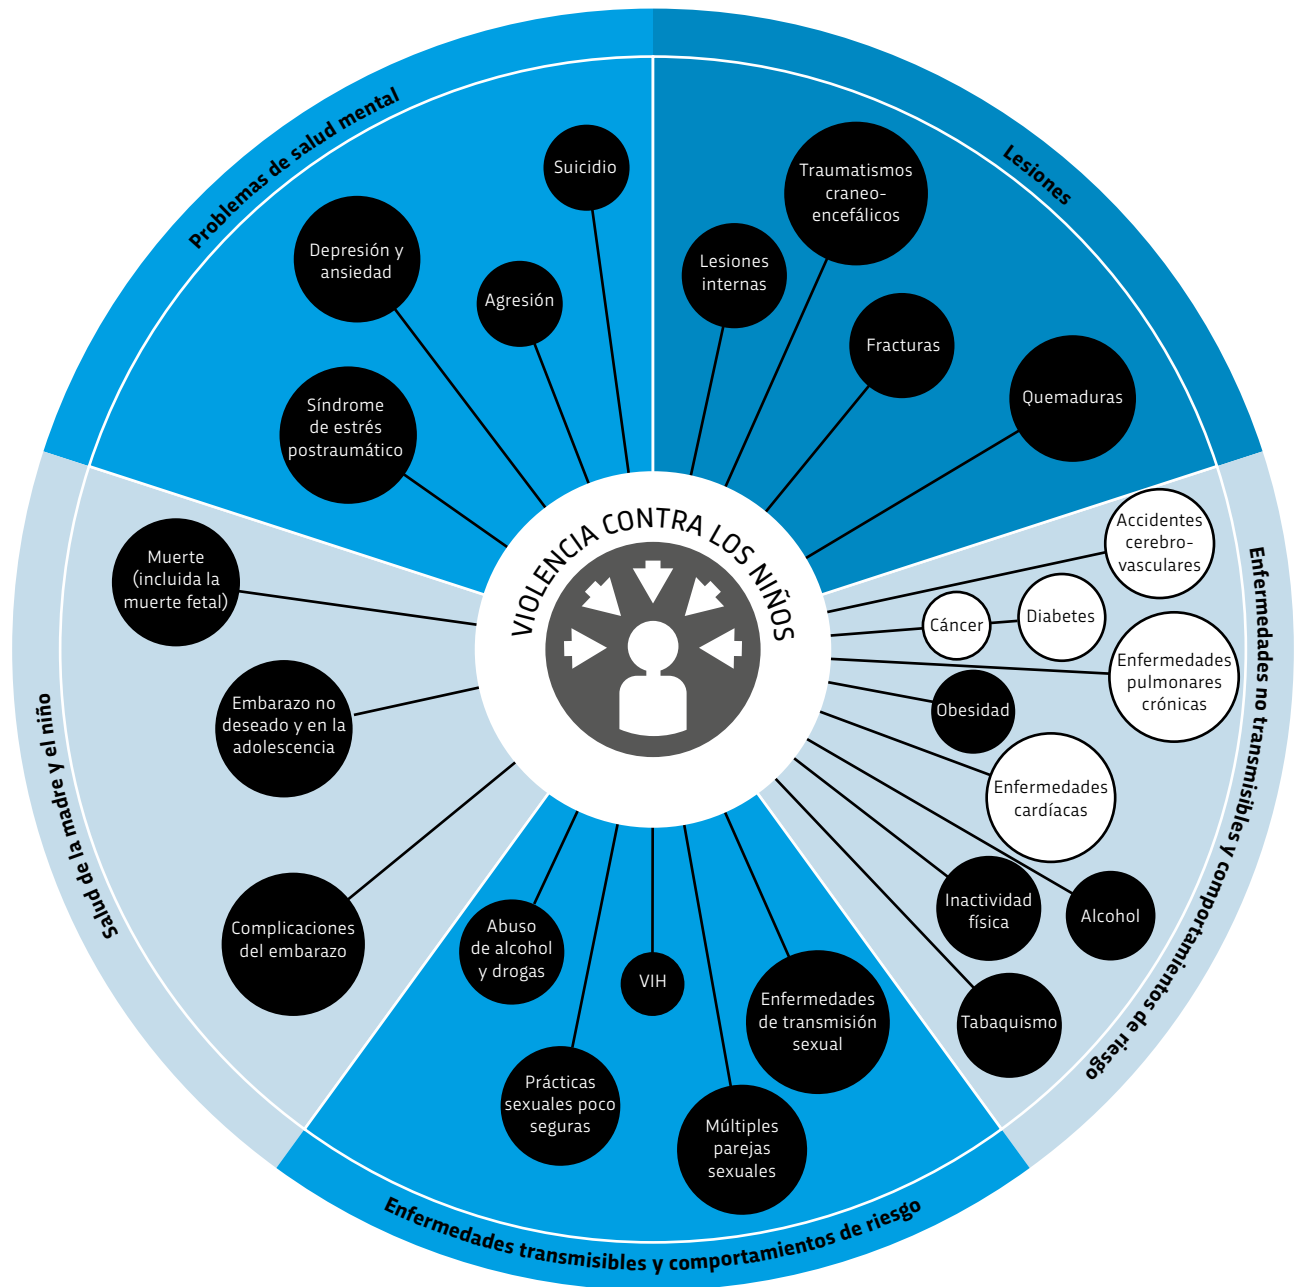 Problemas de salud mental
Suicidio
Depresión y
ansiedad
Agresión
Síndrome
de estrés
postraumático
Lesiones
Traumatismos
craneo-
encefálicos
Lesiones
internas
Fracturas
Quemaduras
VIOLENCIA CONTRA LOS NIÑOS
Enfermedades no transmisibles y comportamientos de riesgo
Accidentes
cerebro-
vasculares
Cáncer
Diabetes
Enfermedades
pulmonares
crónicas
Obesidad
Enfermedades
cardíacas
Inactividad
física
Alcohol
Tabaquismo
Enfermedades transmisibles y comportamientos de riesgo
Abuso
de alcohol
y drogas
VIH
Enfermedades
de transmisión
sexual
Prácticas
sexuales poco
seguras
Múltiples
parejas
sexuales
Salud de la madre y el niño
Muerte
(incluida la
muerte fetal)
Embarazo no
deseado y en la
adolescencia
Complicaciones
del embarazo